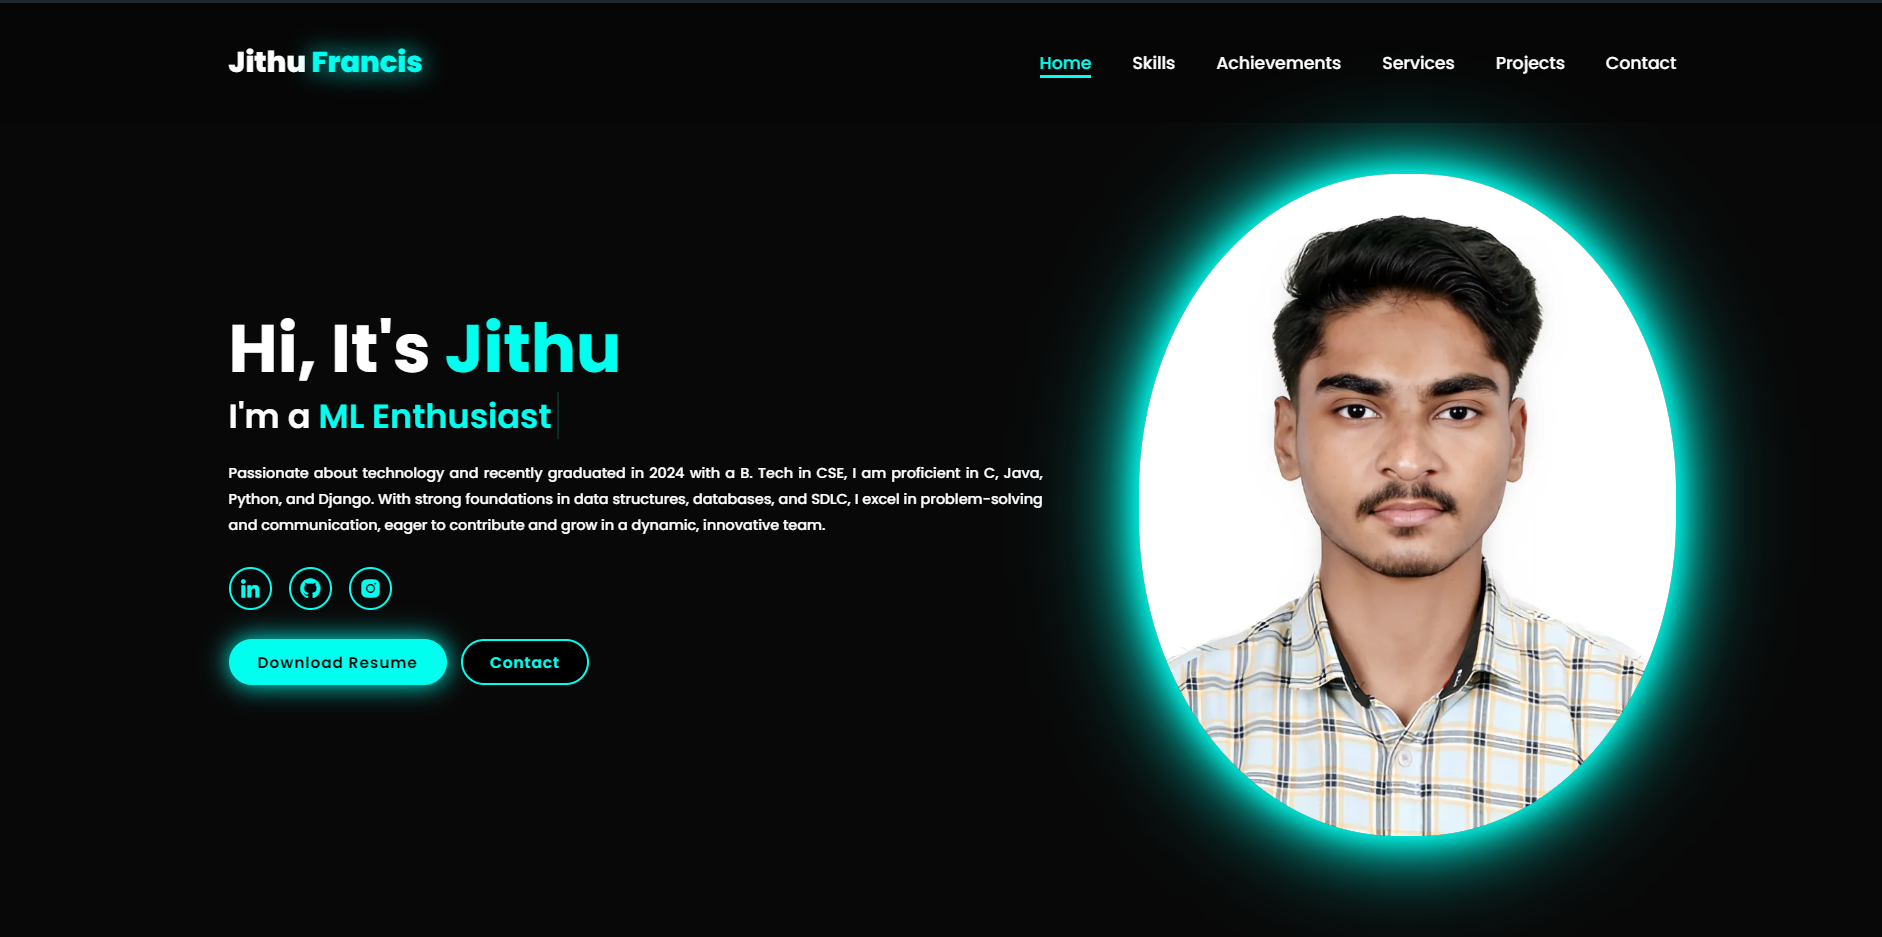 Jithu Francis
Home Skills Achievements Services Projects Contact
Hi, It's Jithu
I'm a ML Enthusiast
Passionate about technology and recently graduated in 2024 with a B. Tech in CSE, I am proficient in C, Java,
Python, and Django. With strong foundations in data structures, databases, and SDLC, I excel in problem-solving
and communication, eager to contribute and grow in a dynamic, innovative team.
in
Download Resume Contact